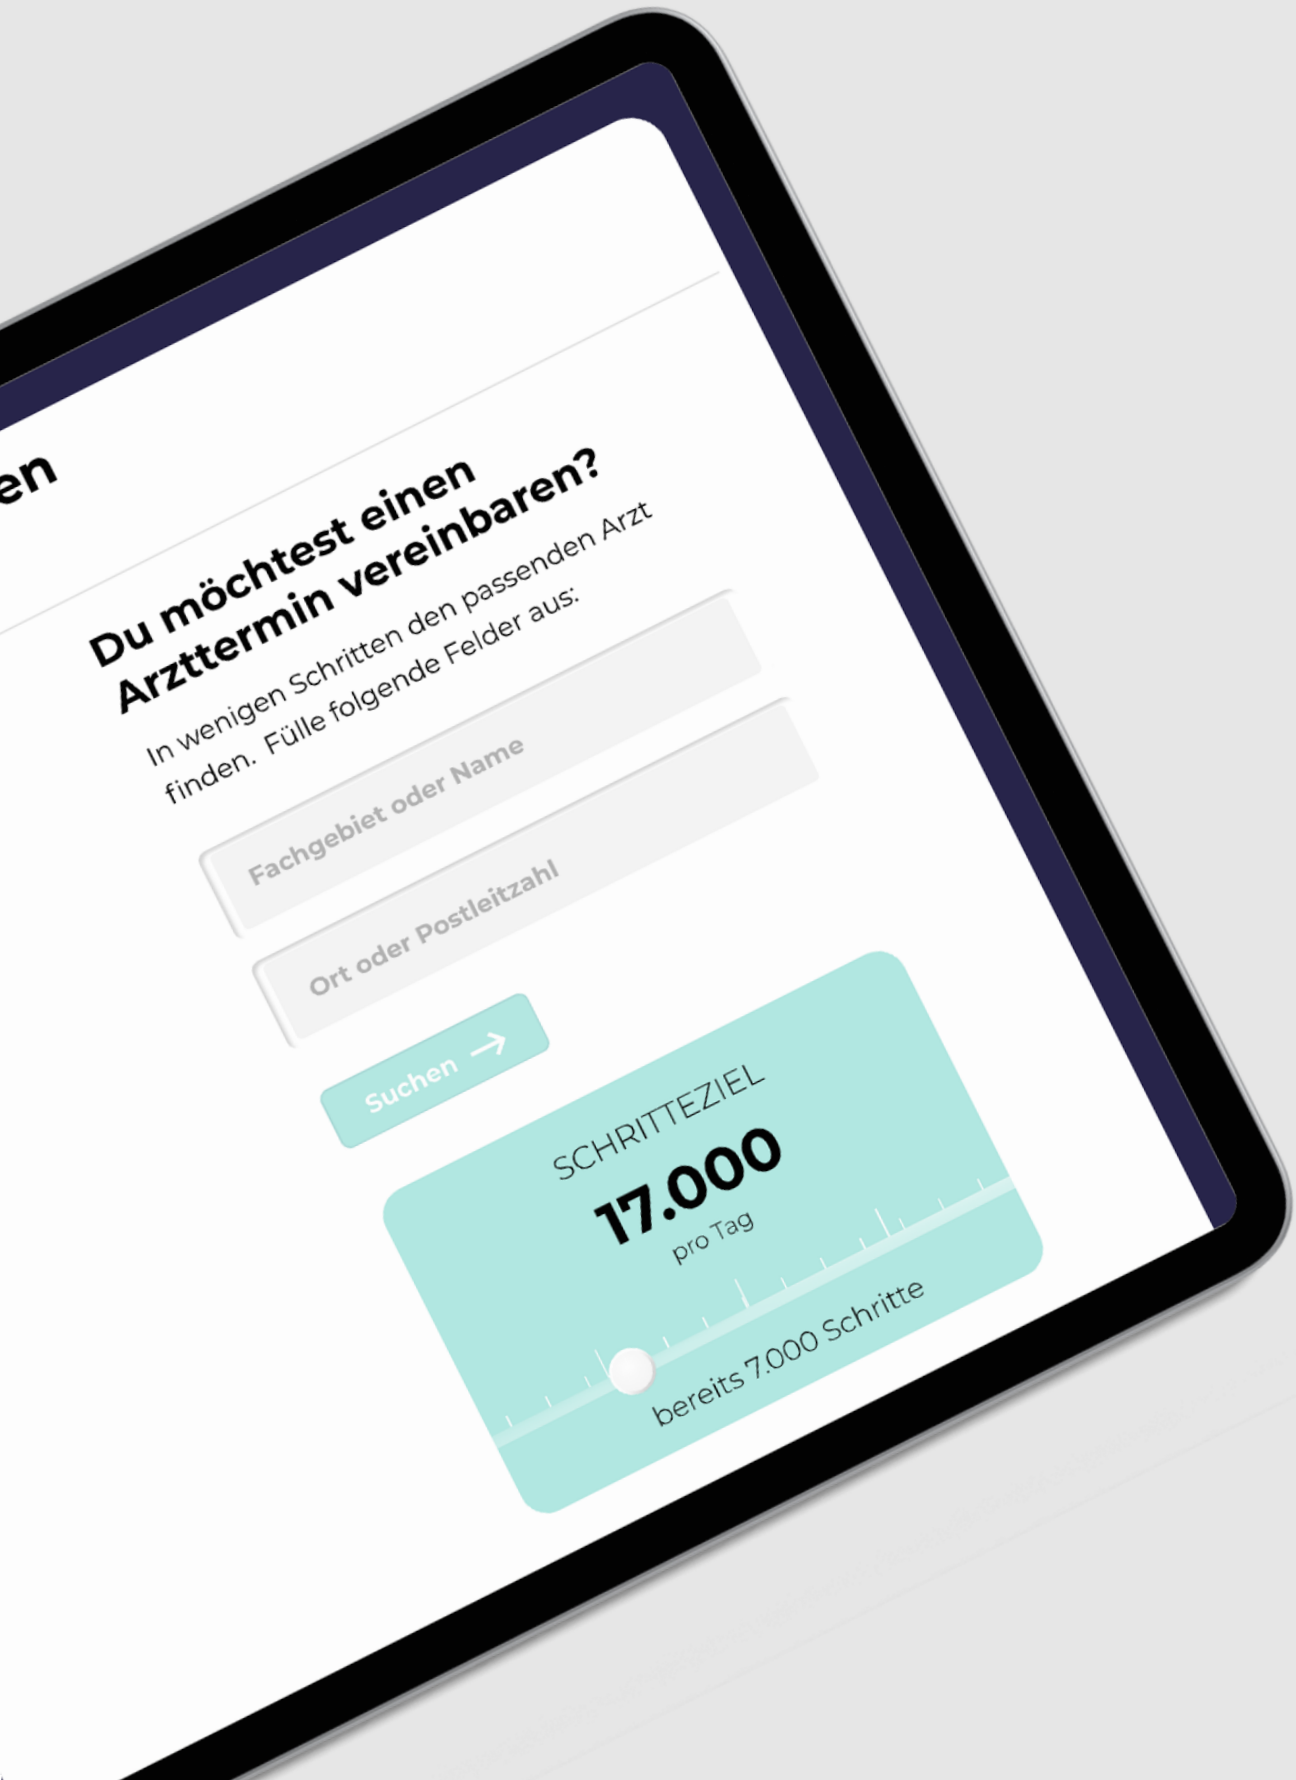 en
Du möchtest einen
Arzttermin vereinbaren?
In wenigen Schritten den passenden Arzt
finden. Fülle folgende Felder aus:
Fachgebiet oder Name
Ort oder Postleitzahl
Suchen →
SCHRITTEZIEL
17.000
pro Tag
bereits 7.000 Schritte